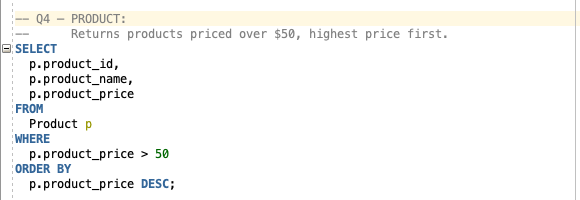 -- Q4 – PRODUCT:
--      Returns products priced over $50, highest price first.
SELECT
  p.product_id,
  p.product_name,
  p.product_price
FROM
  Product p
WHERE
  p.product_price > 50
ORDER BY
  p.product_price DESC;